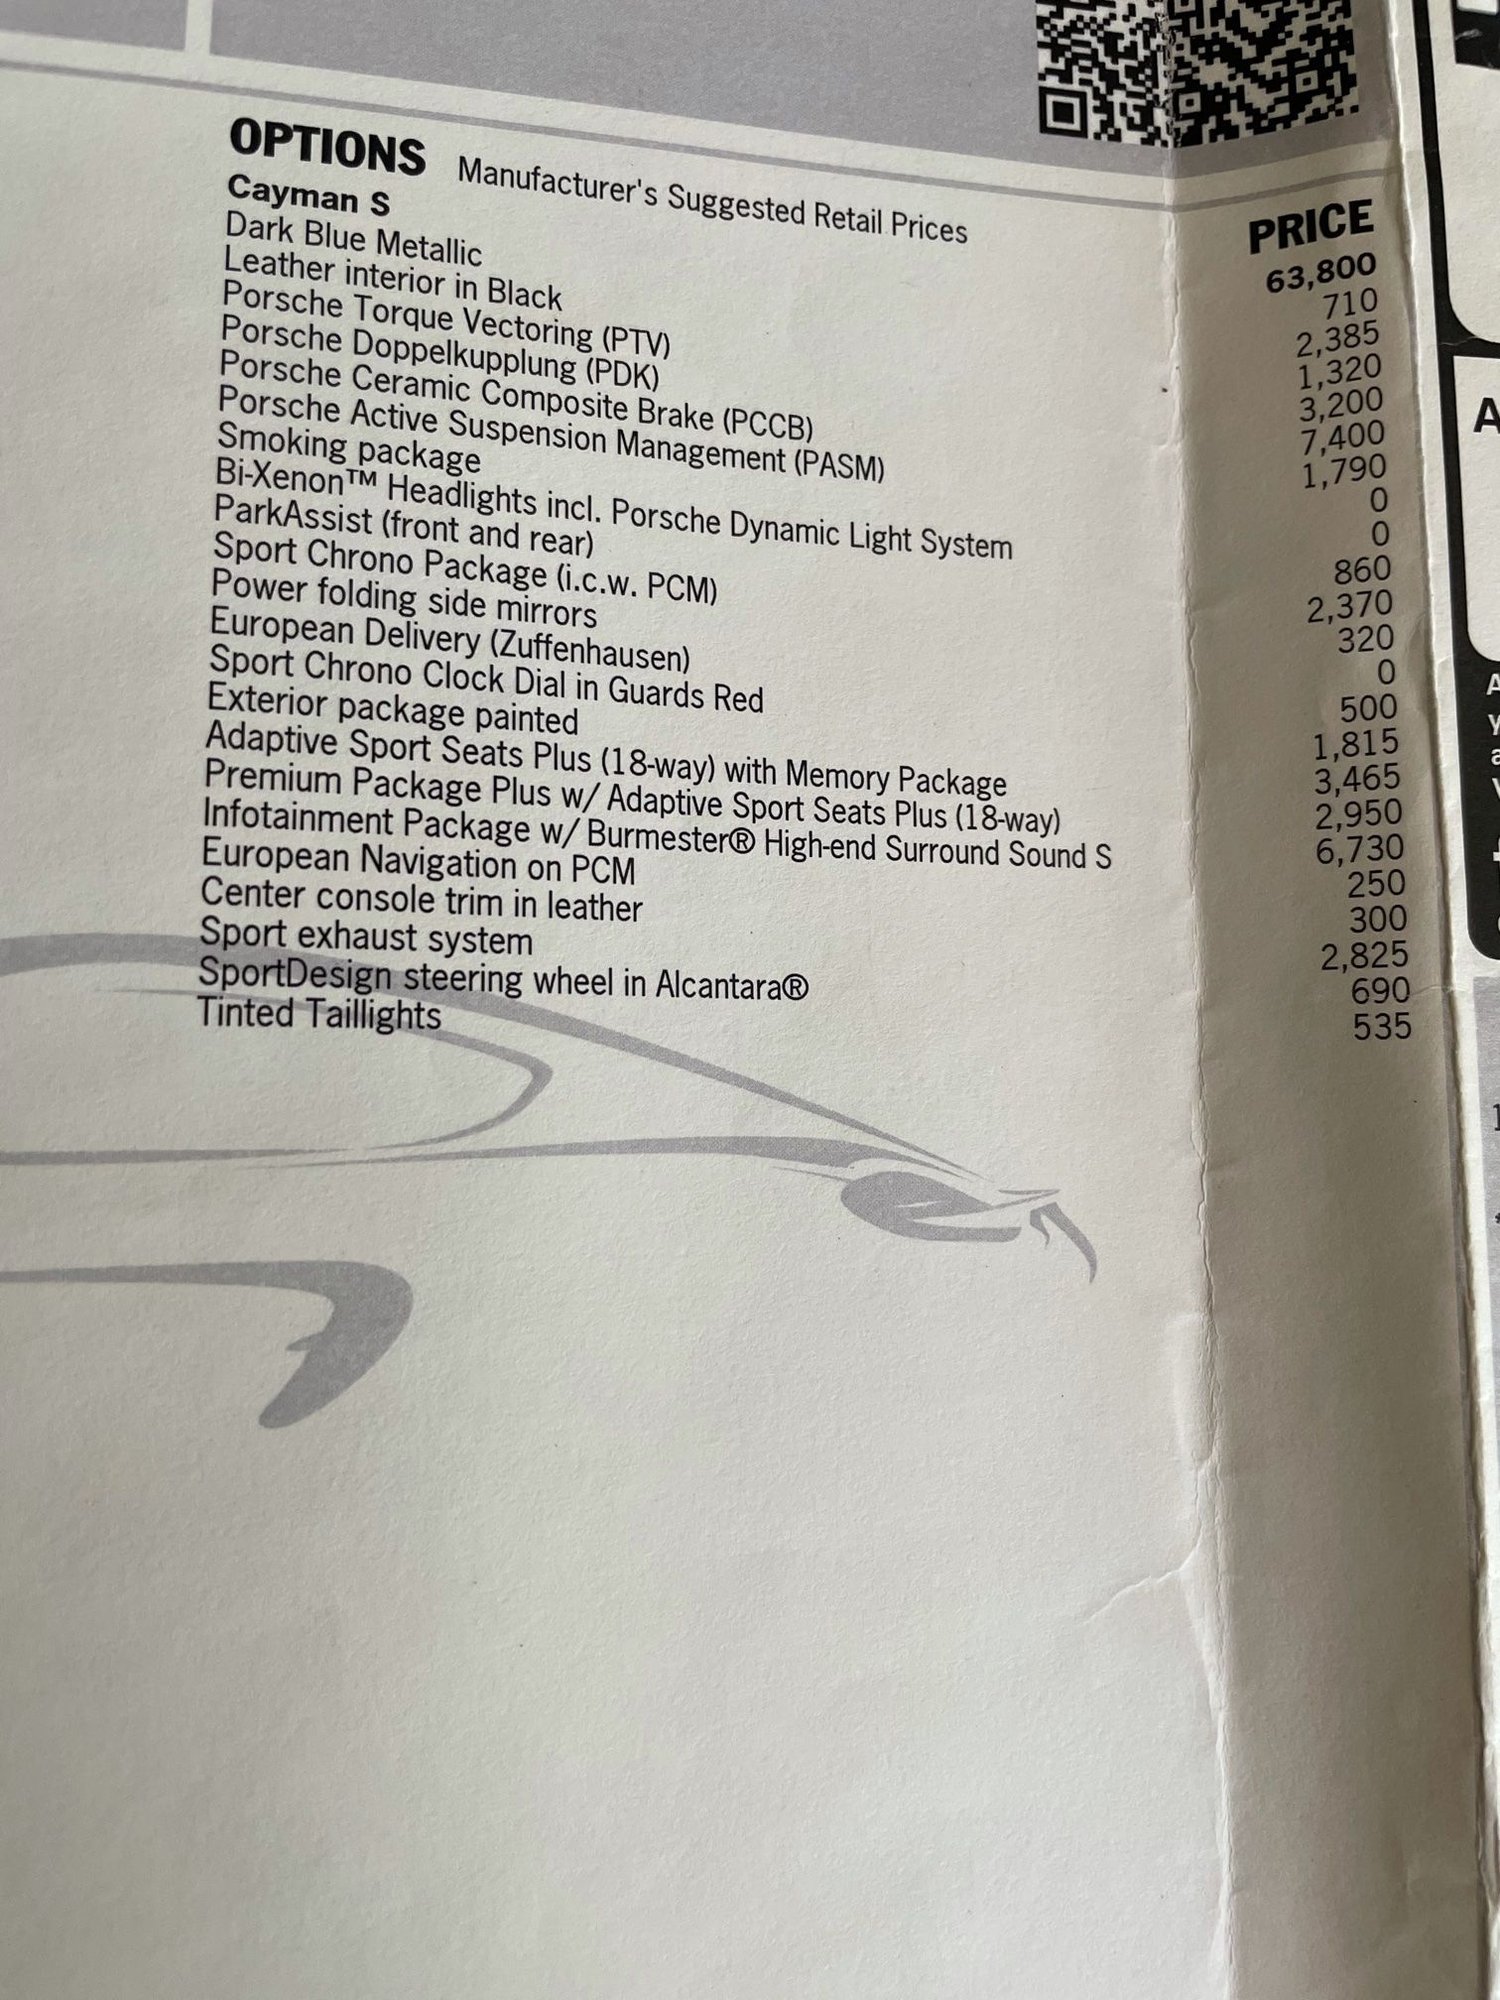 OPTIONS Manufacturer's Suggested Retail Prices PRICE
Cayman S 63,800
Dark Blue Metallic 710
Leather interior in Black 2,385
Porsche Torque Vectoring (PTV) 1,320
Porsche Doppelkupplung (PDK) 3,200
Porsche Ceramic Composite Brake (PCCB) 7,400
Porsche Active Suspension Management (PASM) 1,790
Smoking package 0
Bi-Xenon™ Headlights incl. Porsche Dynamic Light System 0
ParkAssist (front and rear) 860
Sport Chrono Package (i.c.w. PCM) 2,370
Power folding side mirrors 320
European Delivery (Zuffenhausen) 0
Sport Chrono Clock Dial in Guards Red 500
Exterior package painted 1,815
Adaptive Sport Seats Plus (18-way) with Memory Package 3,465
Premium Package Plus w/ Adaptive Sport Seats Plus (18-way) 2,950
Infotainment Package w/ Burmester® High-end Surround Sound S 6,730
European Navigation on PCM 250
Center console trim in leather 300
Sport exhaust system 2,825
SportDesign steering wheel in Alcantara® 690
Tinted Taillights 535